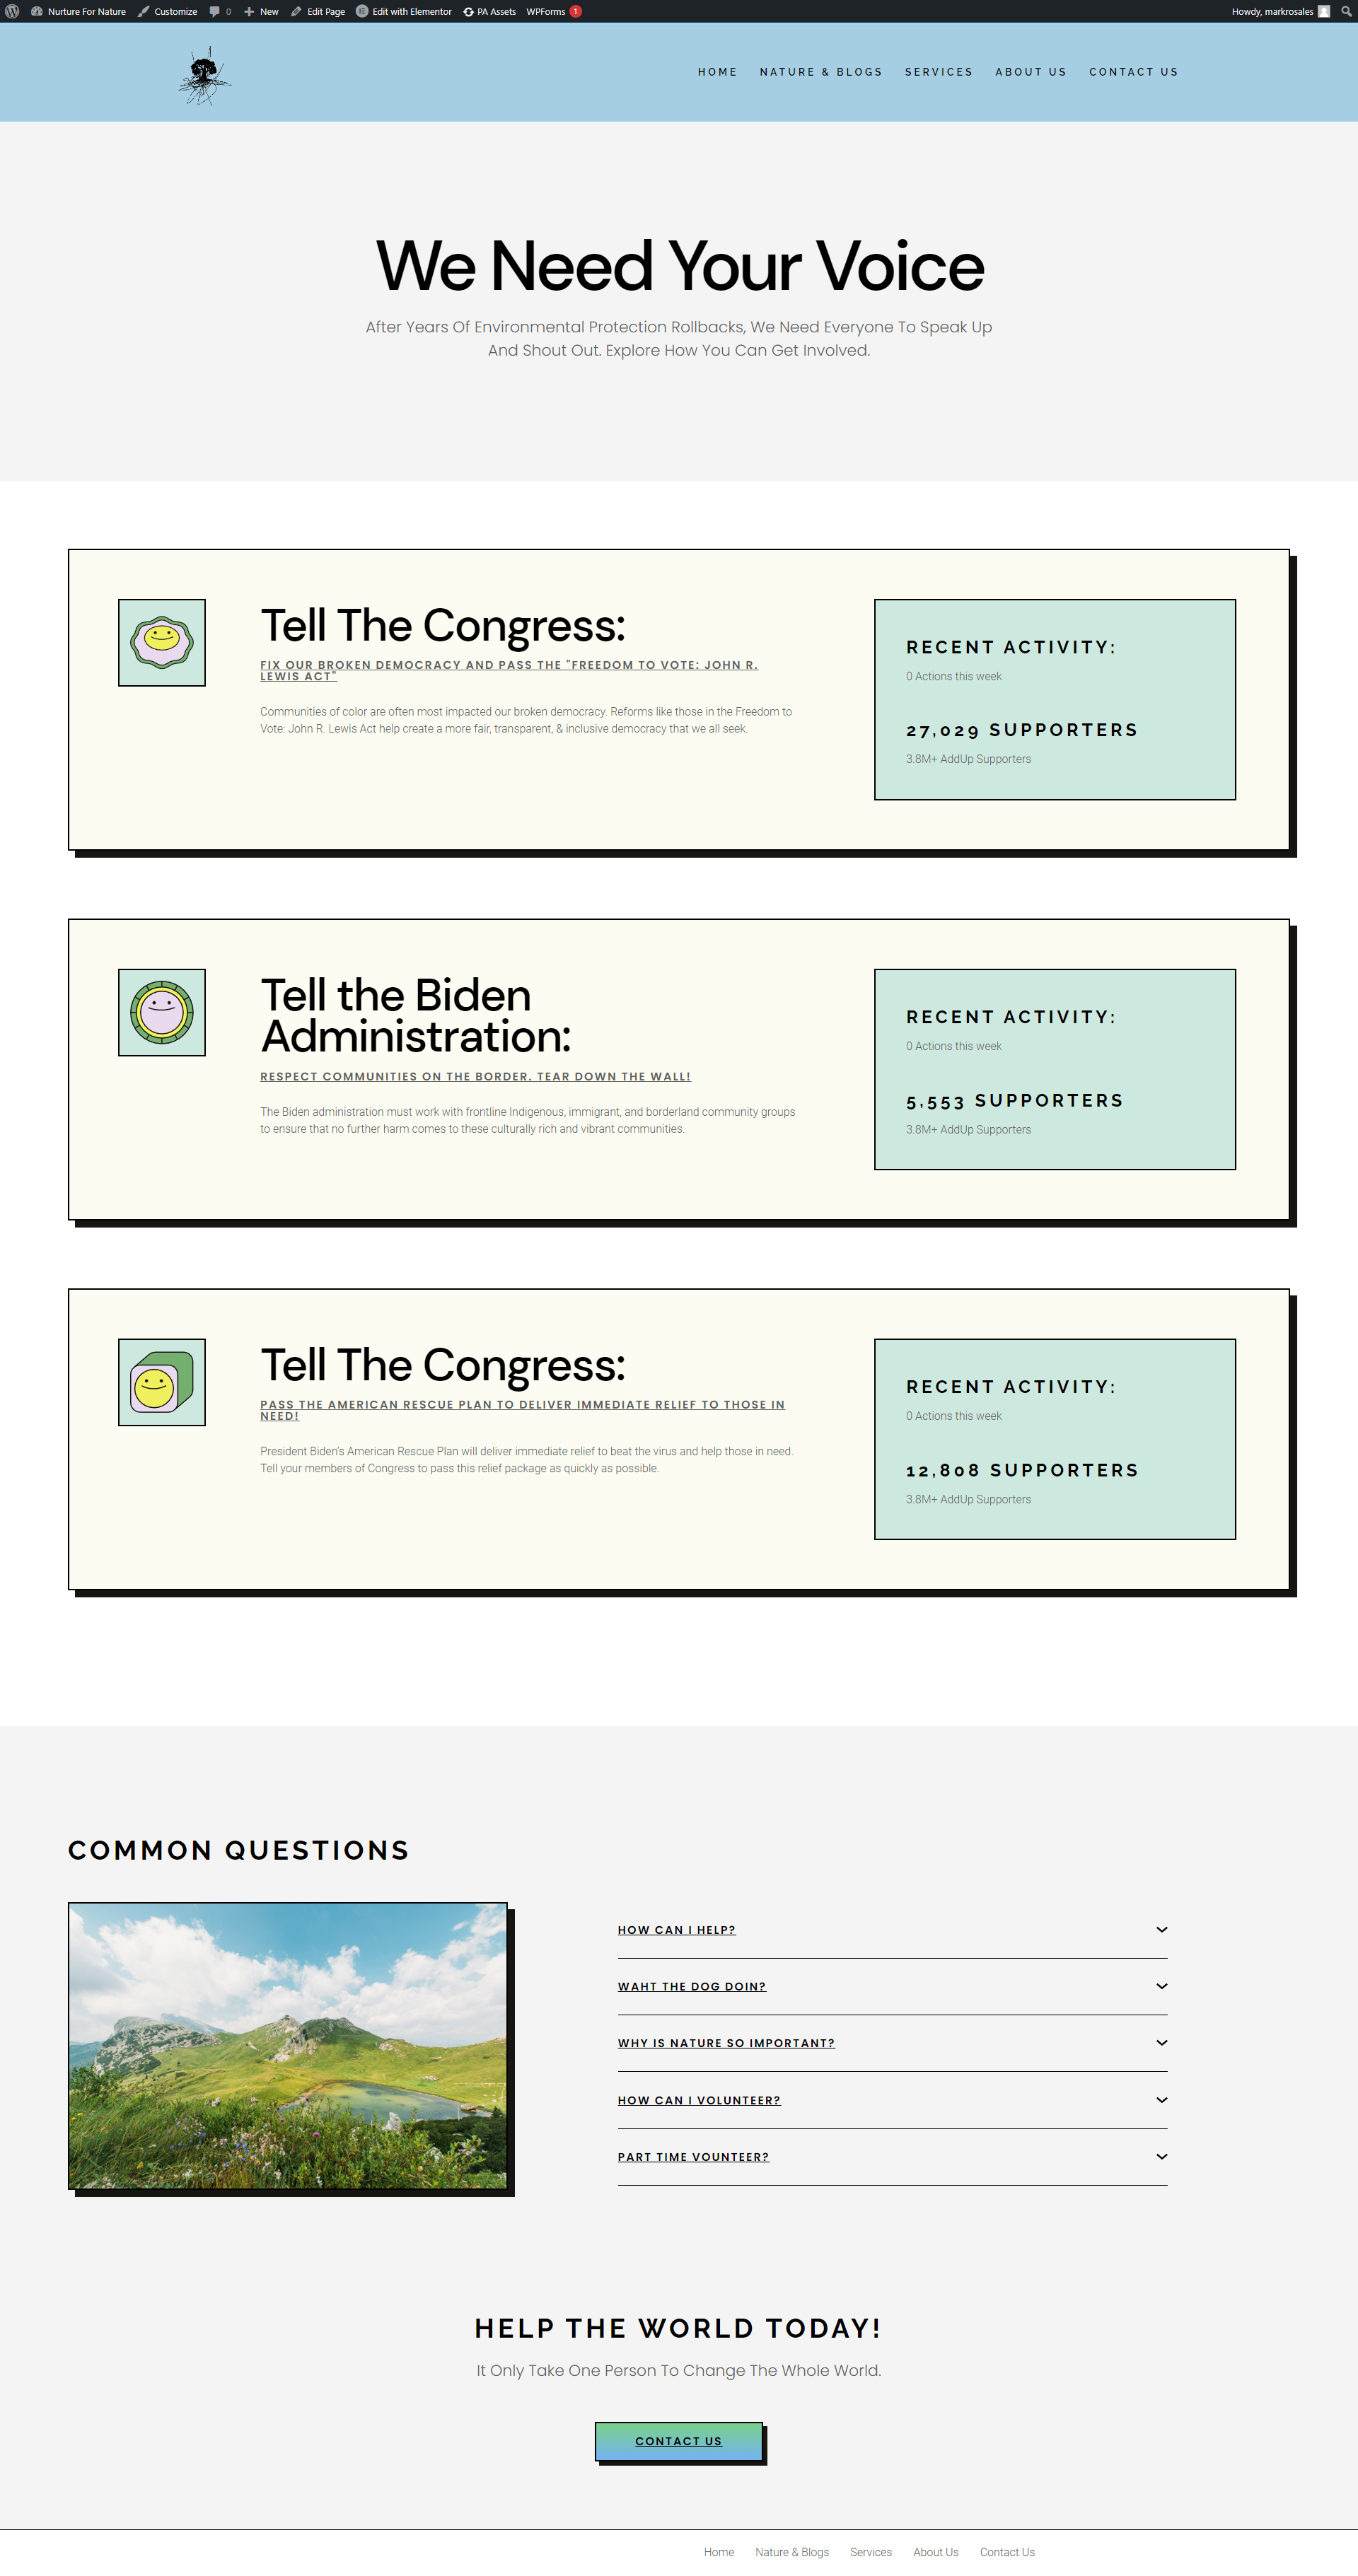 Nurture For Nature Customize 0 New Edit Page Edit with Elementor PA Assets WPForms 1 Howdy, markrosales
HOME NATURE & BLOGS SERVICES ABOUT US CONTACT US
We Need Your Voice
After Years Of Environmental Protection Rollbacks, We Need Everyone To Speak Up
And Shout Out. Explore How You Can Get Involved.
Tell The Congress:
FIX OUR BROKEN DEMOCRACY AND PASS THE "FREEDOM TO VOTE: JOHN R.
LEWIS ACT"
Communities of color are often most impacted our broken democracy. Reforms like those in the Freedom to
Vote: John R. Lewis Act help create a more fair, transparent, & inclusive democracy that we all seek.
RECENT ACTIVITY:
0 Actions this week
27,029 SUPPORTERS
3.8M+ AddUp Supporters
Tell the Biden
Administration:
RESPECT COMMUNITIES ON THE BORDER. TEAR DOWN THE WALL!
The Biden administration must work with frontline Indigenous, immigrant, and borderland community groups
to ensure that no further harm comes to these culturally rich and vibrant communities.
RECENT ACTIVITY:
0 Actions this week
5,553 SUPPORTERS
3.8M+ AddUp Supporters
Tell The Congress:
PASS THE AMERICAN RESCUE PLAN TO DELIVER IMMEDIATE RELIEF TO THOSE IN
NEED!
President Biden's American Rescue Plan will deliver immediate relief to beat the virus and help those in need.
Tell your members of Congress to pass this relief package as quickly as possible.
RECENT ACTIVITY:
0 Actions this week
12,808 SUPPORTERS
3.8M+ AddUp Supporters
COMMON QUESTIONS
HOW CAN I HELP?
WAHT THE DOG DOIN?
WHY IS NATURE SO IMPORTANT?
HOW CAN I VOLUNTEER?
PART TIME VOUNTEER?
HELP THE WORLD TODAY!
It Only Take One Person To Change The Whole World.
CONTACT US
Home Nature & Blogs Services About Us Contact Us